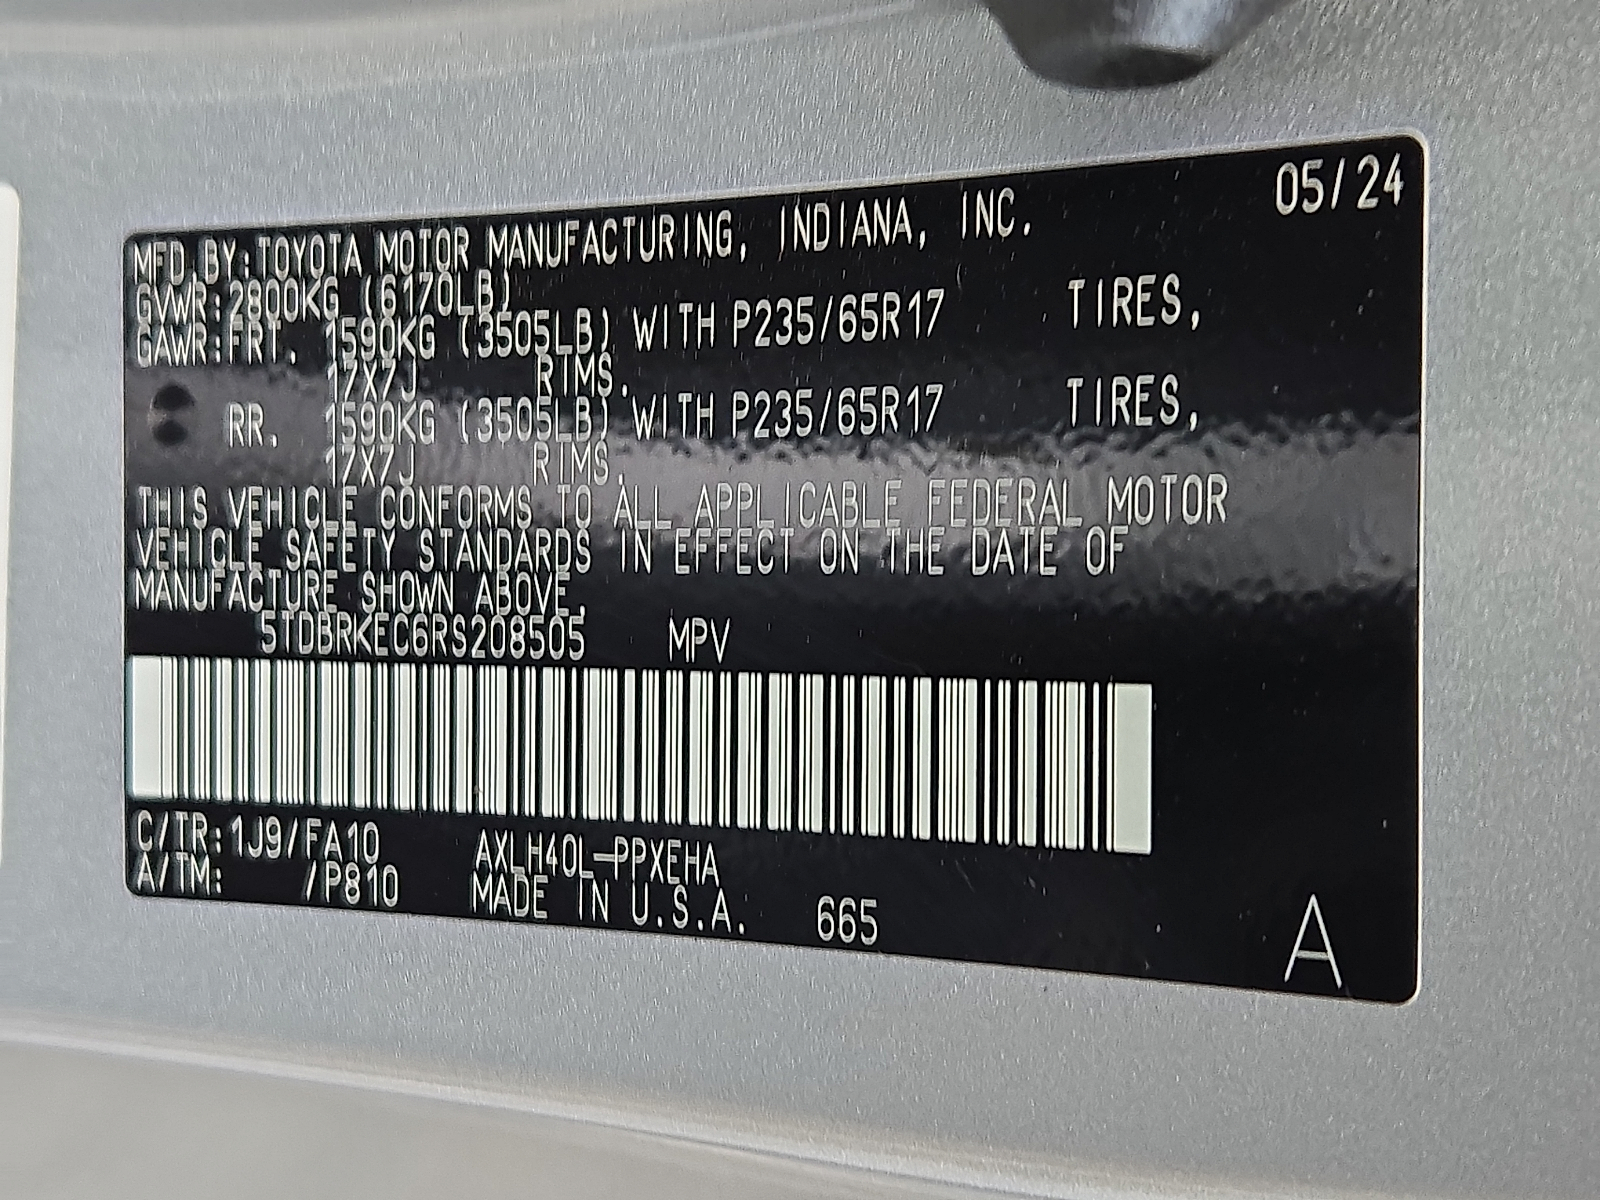 05/24
MFD.BY:TOYOTA MOTOR MANUFACTURING, INDIANA, INC.
GVWR:2800KG (6170LB)
GAWR:FRT. 1590KG (3505LB) WITH P235/65R17 TIRES,
17X7J RIMS.
RR. 1590KG (3505LB) WITH P235/65R17 TIRES,
17X7J RIMS.
THIS VEHICLE CONFORMS TO ALL APPLICABLE FEDERAL MOTOR
VEHICLE SAFETY STANDARDS IN EFFECT ON THE DATE OF
MANUFACTURE SHOWN ABOVE.
5TDBRKEC6RS208505 MPV
C/TR:1J9/FA10 AXLH40L-PPXEHA
A/TM: /P810 MADE IN U.S.A. 665
A